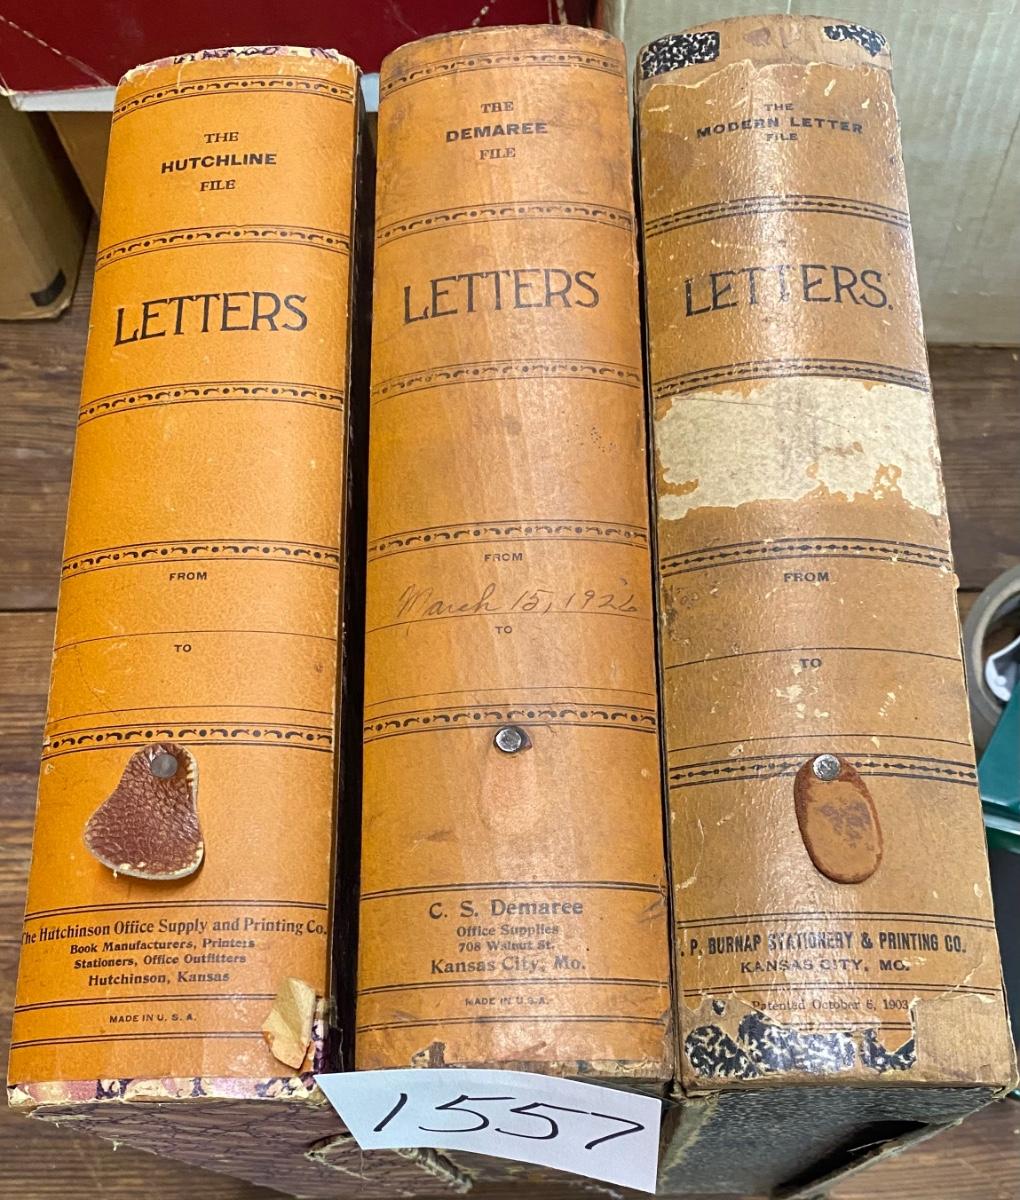 THE
HUTCHLINE
FILE
LETTERS
FROM
TO
The Hutchinson Office Supply and Printing Co.
Book Manufacturers, Printers
Stationers, Office Outfitters
Hutchinson, Kansas
MADE IN U. S. A.
THE
DEMAREE
FILE
LETTERS
FROM
March 15, 1926
TO
C. S. Demaree
Office Supplies
708 Walnut St.
Kansas City, Mo.
MADE IN U.S.A.
THE
MODERN LETTER
FILE
LETTERS.
FROM
TO
. P. BURNAP STATIONERY & PRINTING CO.
KANSAS CITY, MO.
Patented October 6, 1903
1557